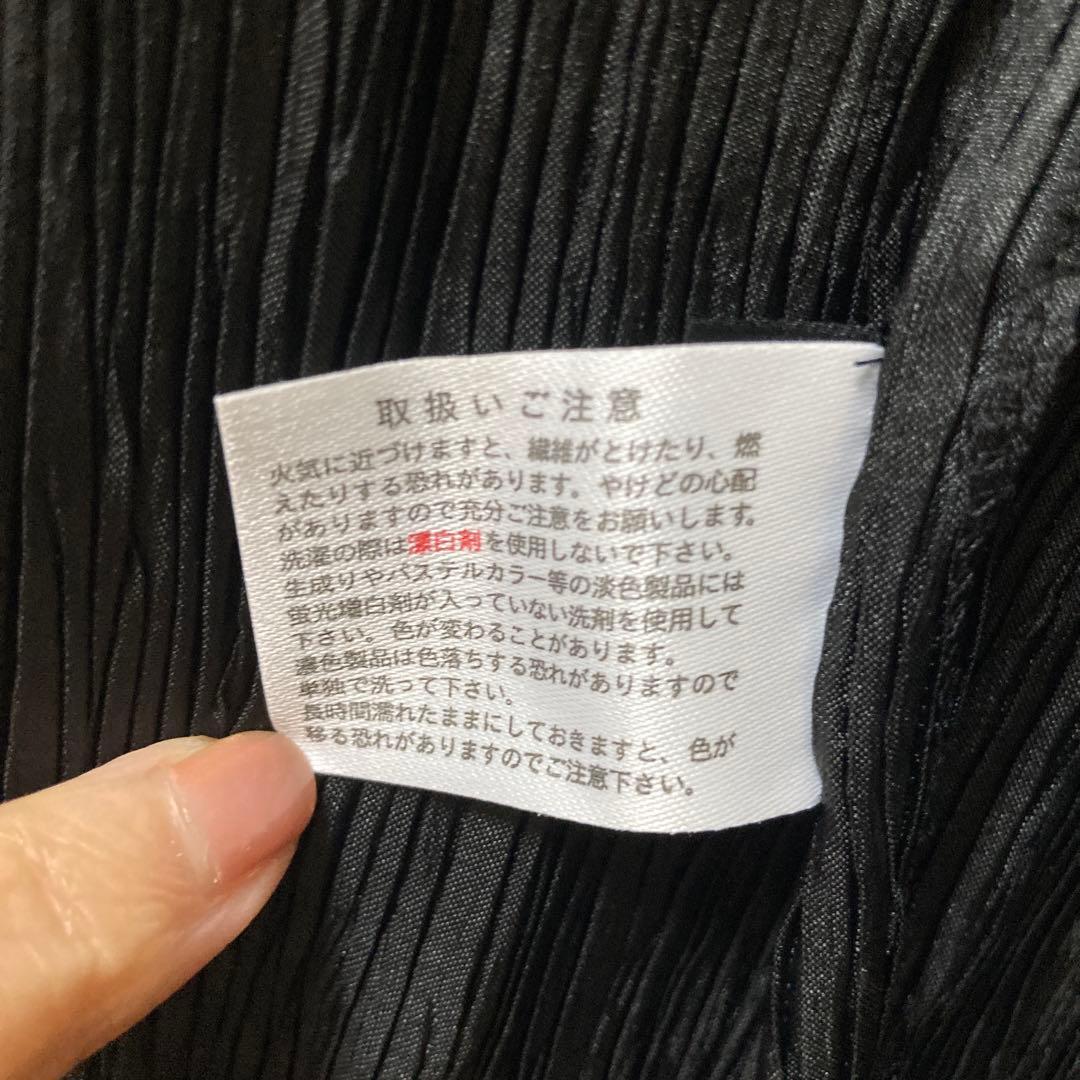 取扱いご注意
火気に近づけますと、繊維がとけたり、燃
えたりする恐れがあります。やけどの心配
がありますので充分ご注意をお願いします。
洗濯の際は漂白剤を使用しないで下さい。
生成りやパステルカラー等の淡色製品には
蛍光増白剤が入っていない洗剤を使用して
下さい。色が変わることがあります。
濃色製品は色落ちする恐れがありますので
単独で洗って下さい。
長時間濡れたままにしておきますと、色が
移る恐れがありますのでご注意下さい。